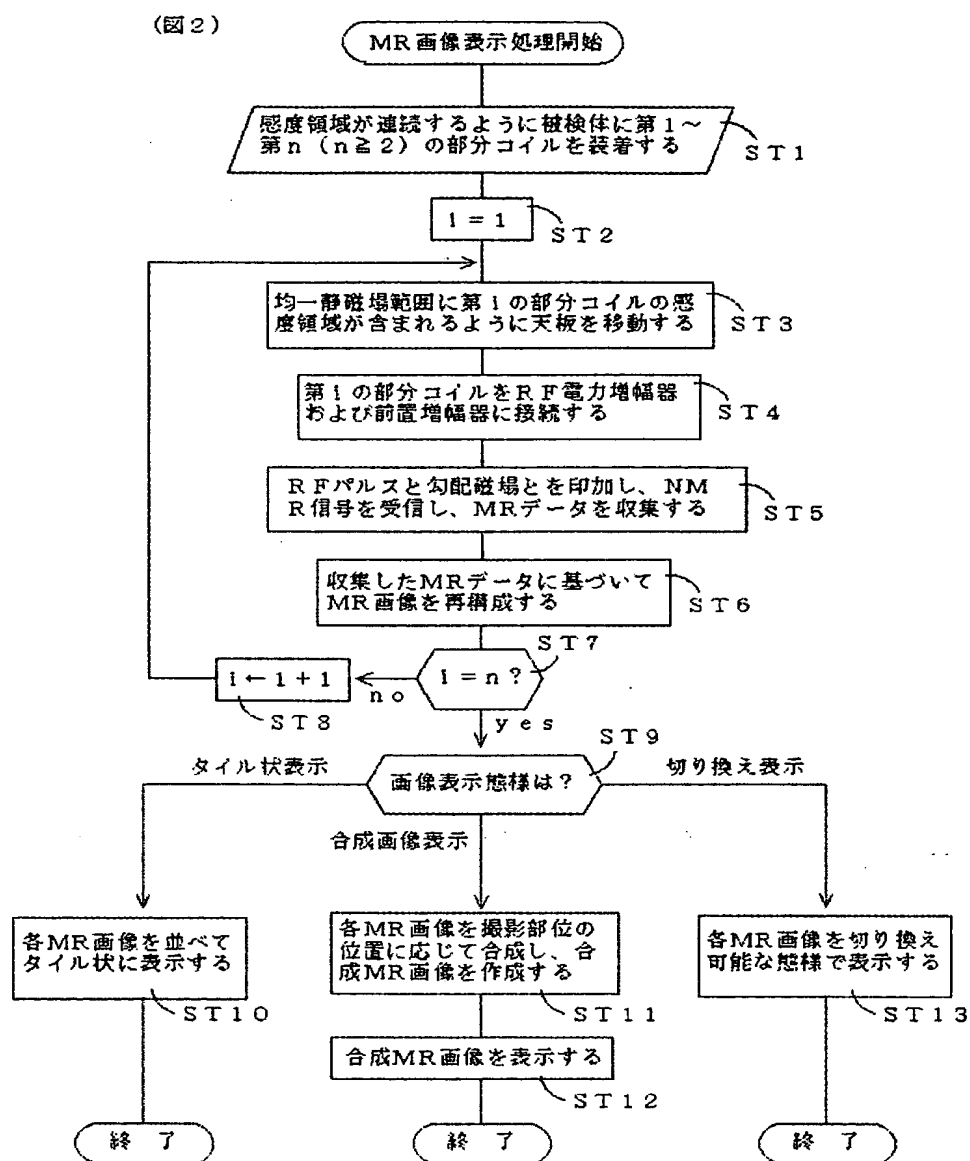 (図2)
MR画像表示処理開始
感度領域が連続するように被検体に第1〜
第n(n≧2)の部分コイルを装着する
ST1
i=1
ST2
均一静磁場範囲に第iの部分コイルの感
度領域が含まれるように天板を移動する
ST3
第iの部分コイルをRF電力増幅器
および前置増幅器に接続する
ST4
RFパルスと勾配磁場とを印加し、NM
R信号を受信し、MRデータを収集する
ST5
収集したMRデータに基づいて
MR画像を再構成する
ST6
ST7
i=n?
i←i+1
no
ST8
yes
ST9
タイル状表示
画像表示態様は?
切り換え表示
合成画像表示
各MR画像を並べて
タイル状に表示する
ST10
各MR画像を撮影部位の
位置に応じて合成し、合
成MR画像を作成する
ST11
各MR画像を切り換え
可能な態様で表示する
ST13
合成MR画像を表示する
ST12
終了
終了
終了